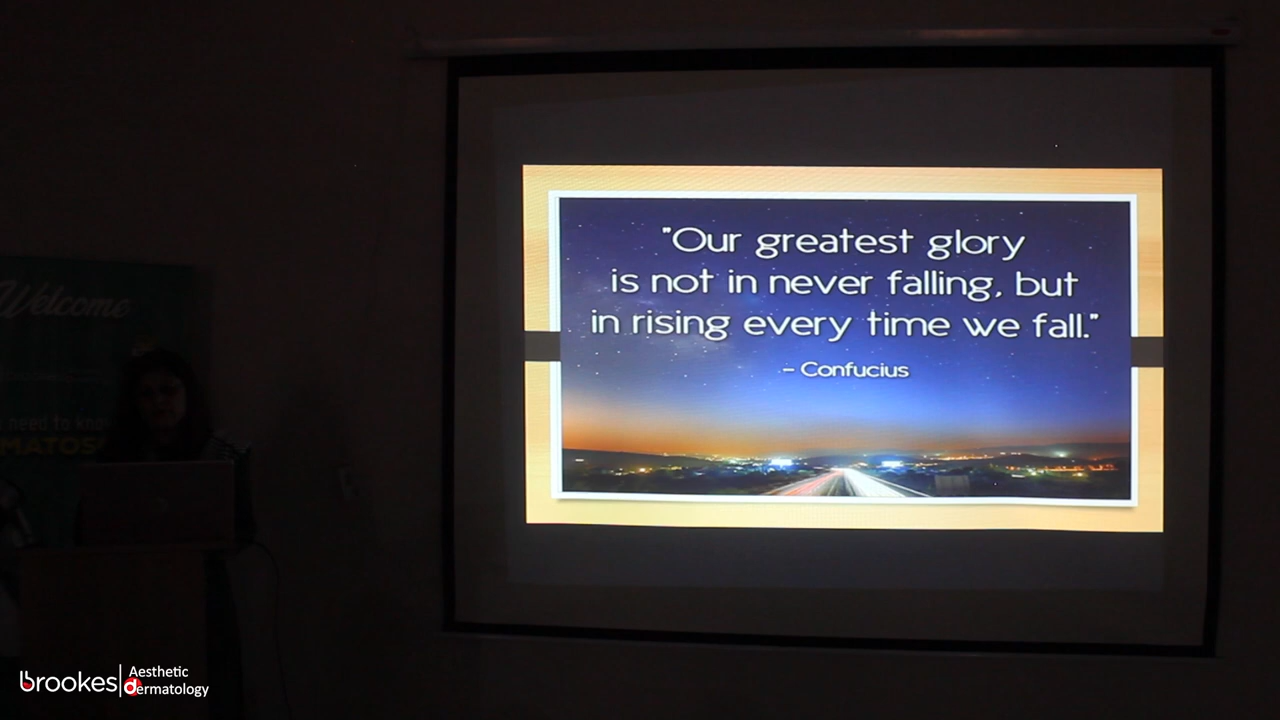 "Our greatest glory
is not in never falling, but
in rising every time we fall."
– Confucius
Welcome
need to know
MATOS
brookes
Aesthetic
dermatology